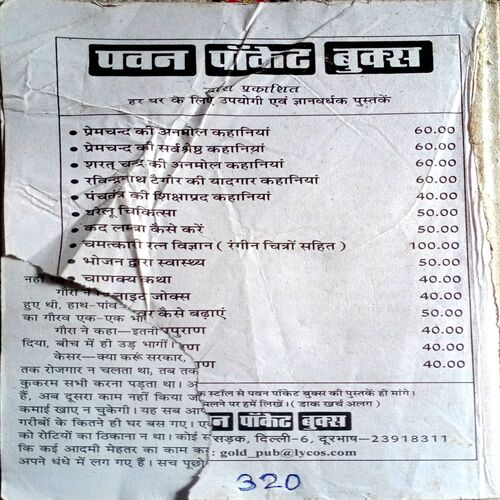 पवन पॉकेट बुक्स
द्वारा प्रकाशित
हर घर के लिए उपयोगी एवं ज्ञानवर्धक पुस्तकें
• प्रेमचन्द की अनमोल कहानियां 60.00
• प्रेमचन्द की सर्वश्रेष्ठ कहानियां 60.00
• शरत् चन्द्र की अनमोल कहानियां 60.00
• रविन्द्रनाथ टैगोर की यादगार कहानियां 60.00
• पंचतंत्र की शिक्षाप्रद कहानियां 40.00
• घरेलू चिकित्सा 50.00
• कद लम्बा कैसे करें 50.00
• चमत्कारी रत्न विज्ञान ( रंगीन चित्रों सहित ) 100.00
• भोजन द्वारा स्वास्थ्य 50.00
• चाणक्य कथा 40.00
नाइट जोक्स 40.00
कैसे बढ़ाएं 50.00
पुराण 40.00
40.00
40.00
नहीं
गौरा ने
हुए थी, हाथ-पांव
का गौरव एक-एक
गौरा ने कहा—इतनी
दिया, बीच में ही उड़ भागीं।
केसर—क्या करूं सरकार,
तक रोजगार न चलता था, तब तक
कुकरम सभी करना पड़ता था।
हैं, अब दूसरा काम नहीं किया
कमाई खाए न चुकेगी। यह सब आप
गरीबों के कितने ही घर बस गए।
को रोटियों का ठिकाना न था। कोई
कि कई आदमी मेहतर का काम कर
अपने धंधे में लग गए हैं। सच पूछो
स्टॉल से पवन पॉकेट बुक्स की पुस्तकें ही मांगे।
मिलने पर हमें लिखें। ( डाक खर्च अलग )
पॉकेट बुक्स
सड़क, दिल्ली-6, दूरभाष-23918311
: gold_pub@lycos.com
320